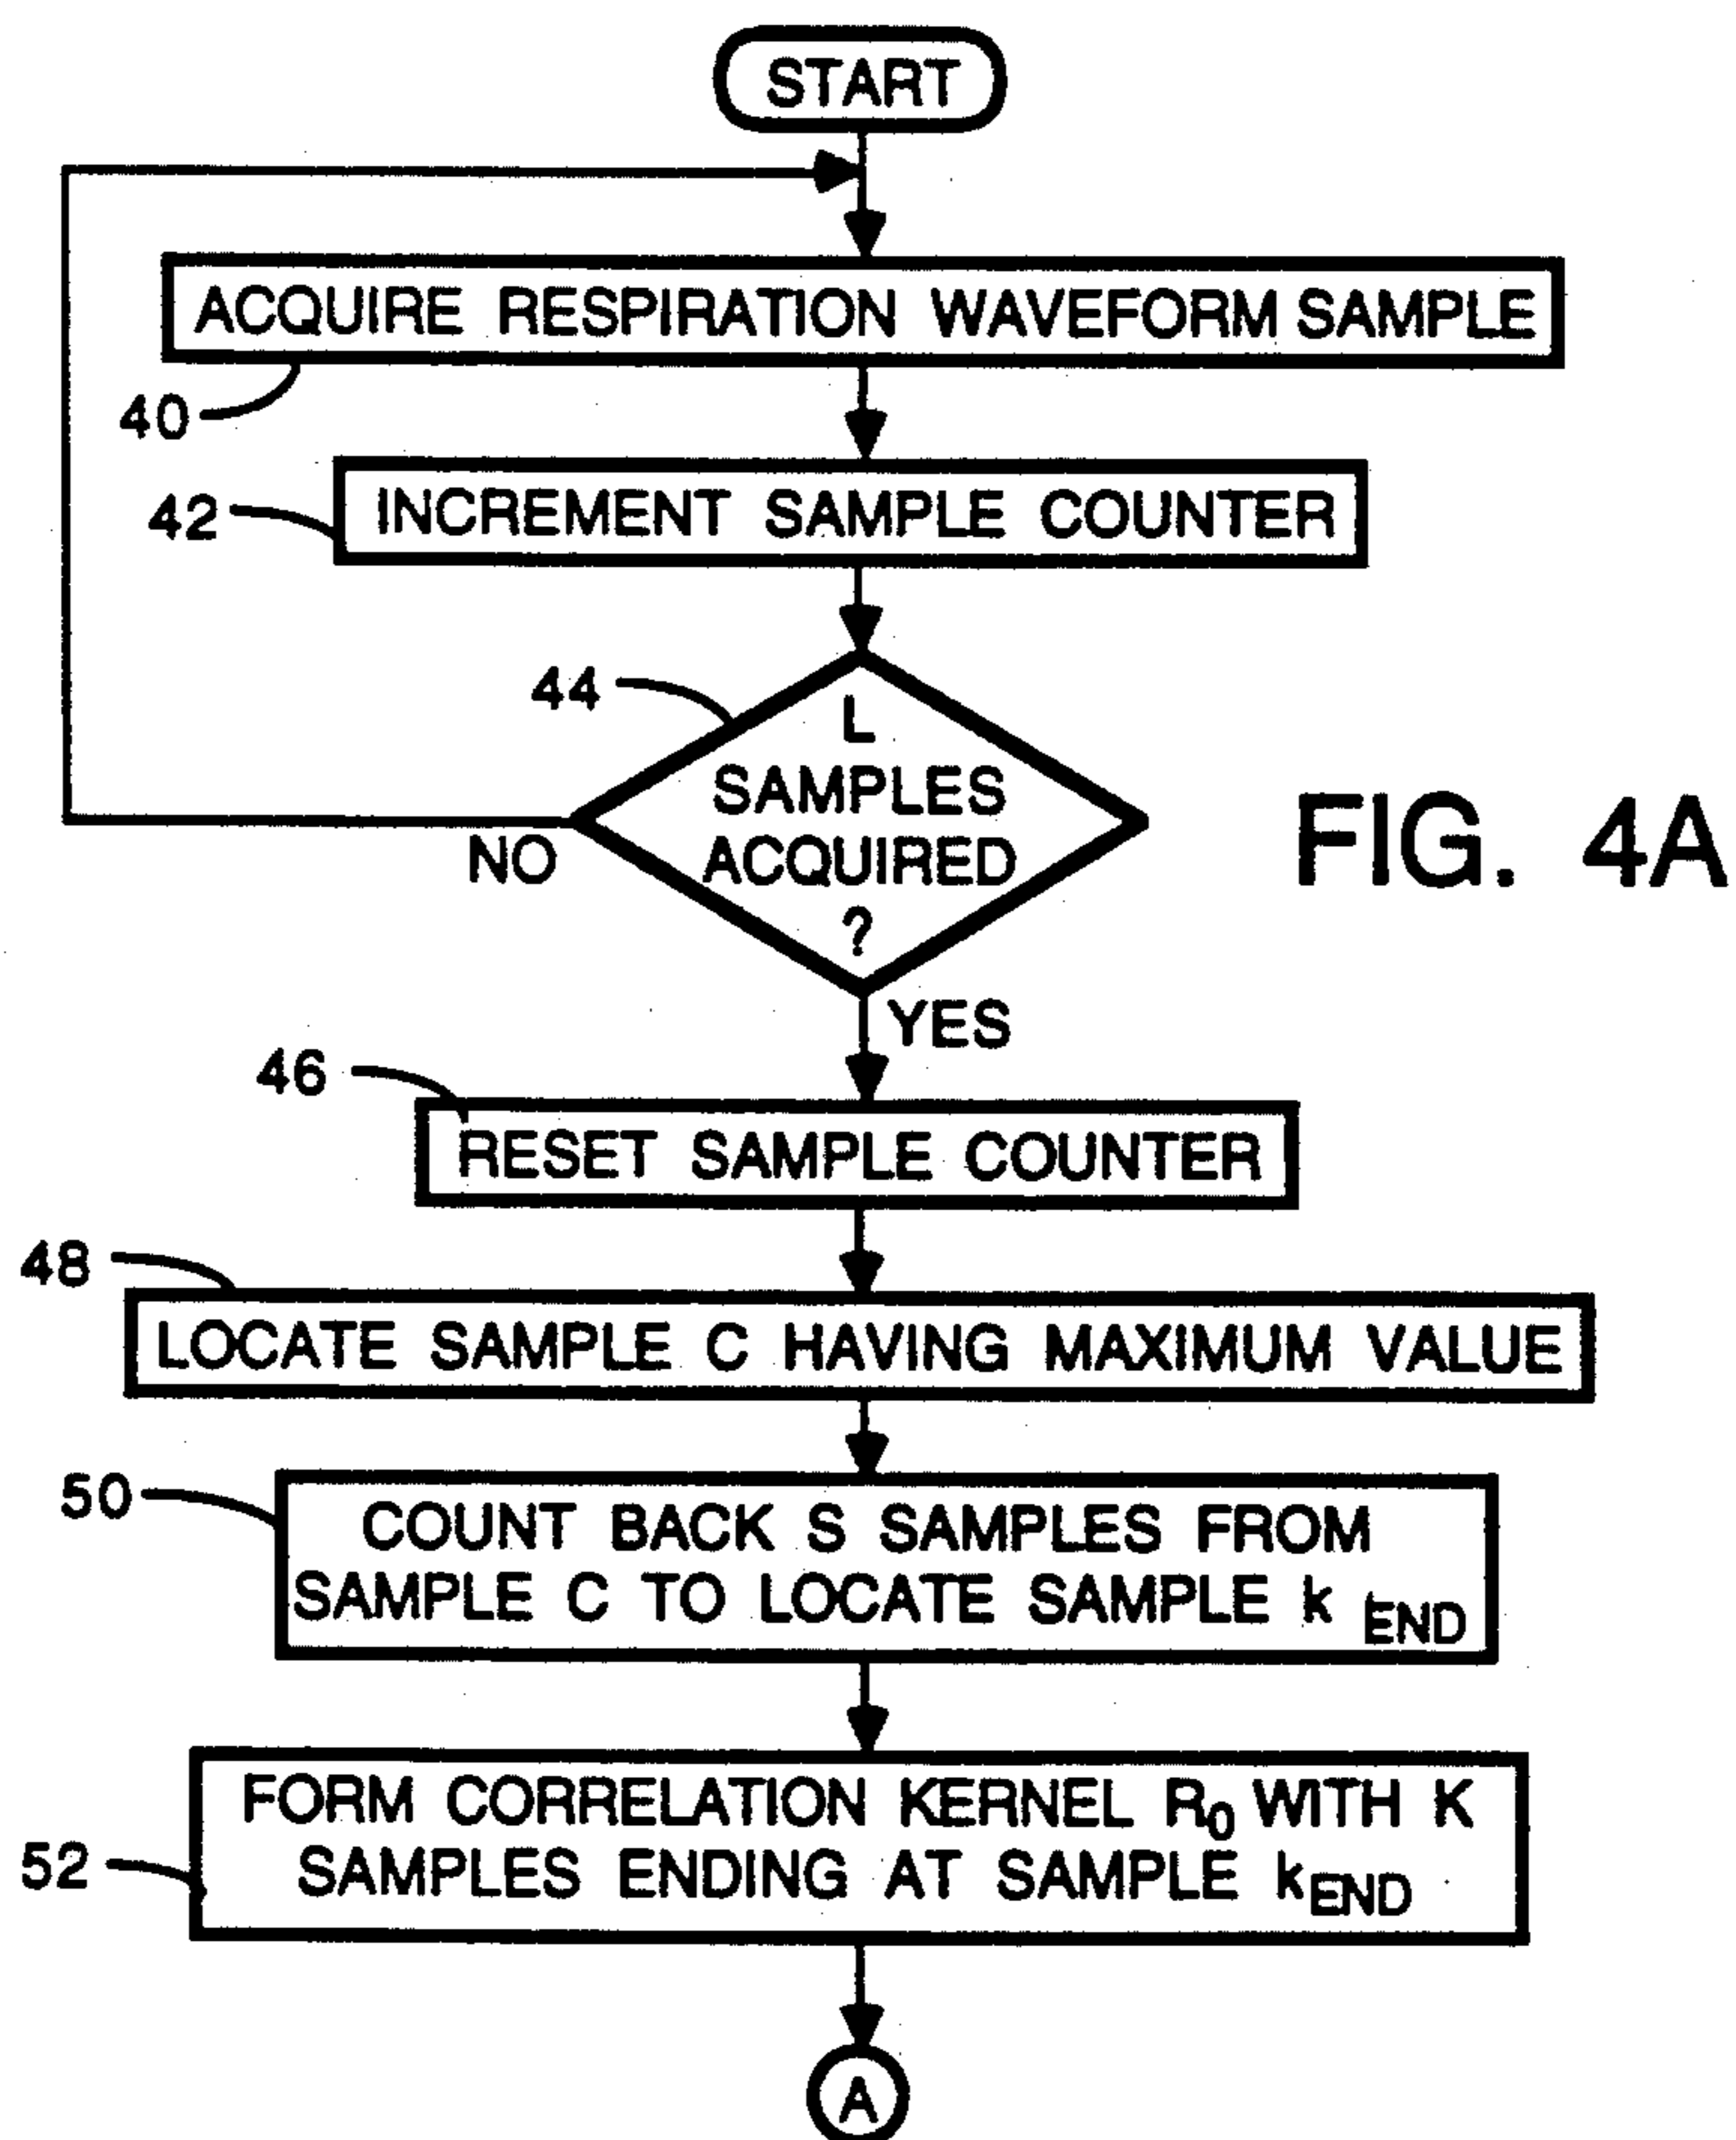 START
ACQUIRE RESPIRATION WAVEFORM SAMPLE
40
INCREMENT SAMPLE COUNTER
42
44
L
SAMPLES
ACQUIRED
?
NO
FIG. 4A
YES
46
RESET SAMPLE COUNTER
48
LOCATE SAMPLE C HAVING MAXIMUM VALUE
50
COUNT BACK S SAMPLES FROM
SAMPLE C TO LOCATE SAMPLE k END
FORM CORRELATION KERNEL R0 WITH K
52
SAMPLES ENDING AT SAMPLE kEND
A